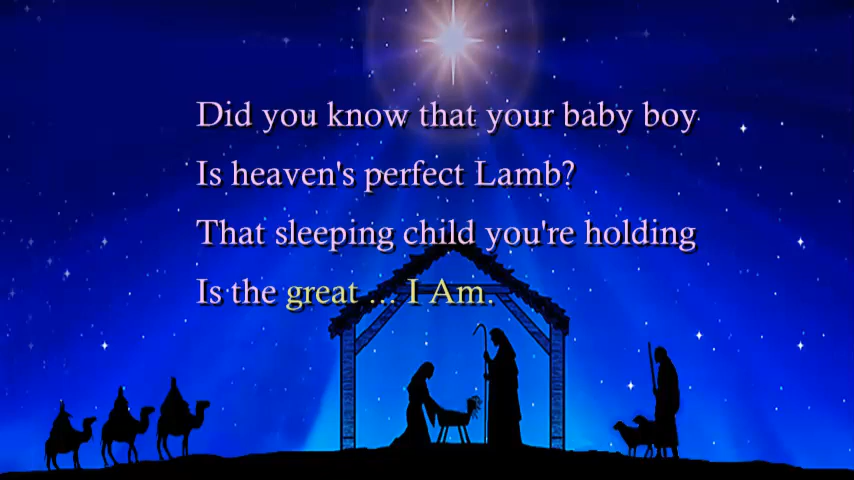 Did you know that your baby boy
Is heaven's perfect Lamb?
That sleeping child you're holding
Is the great ... I Am.